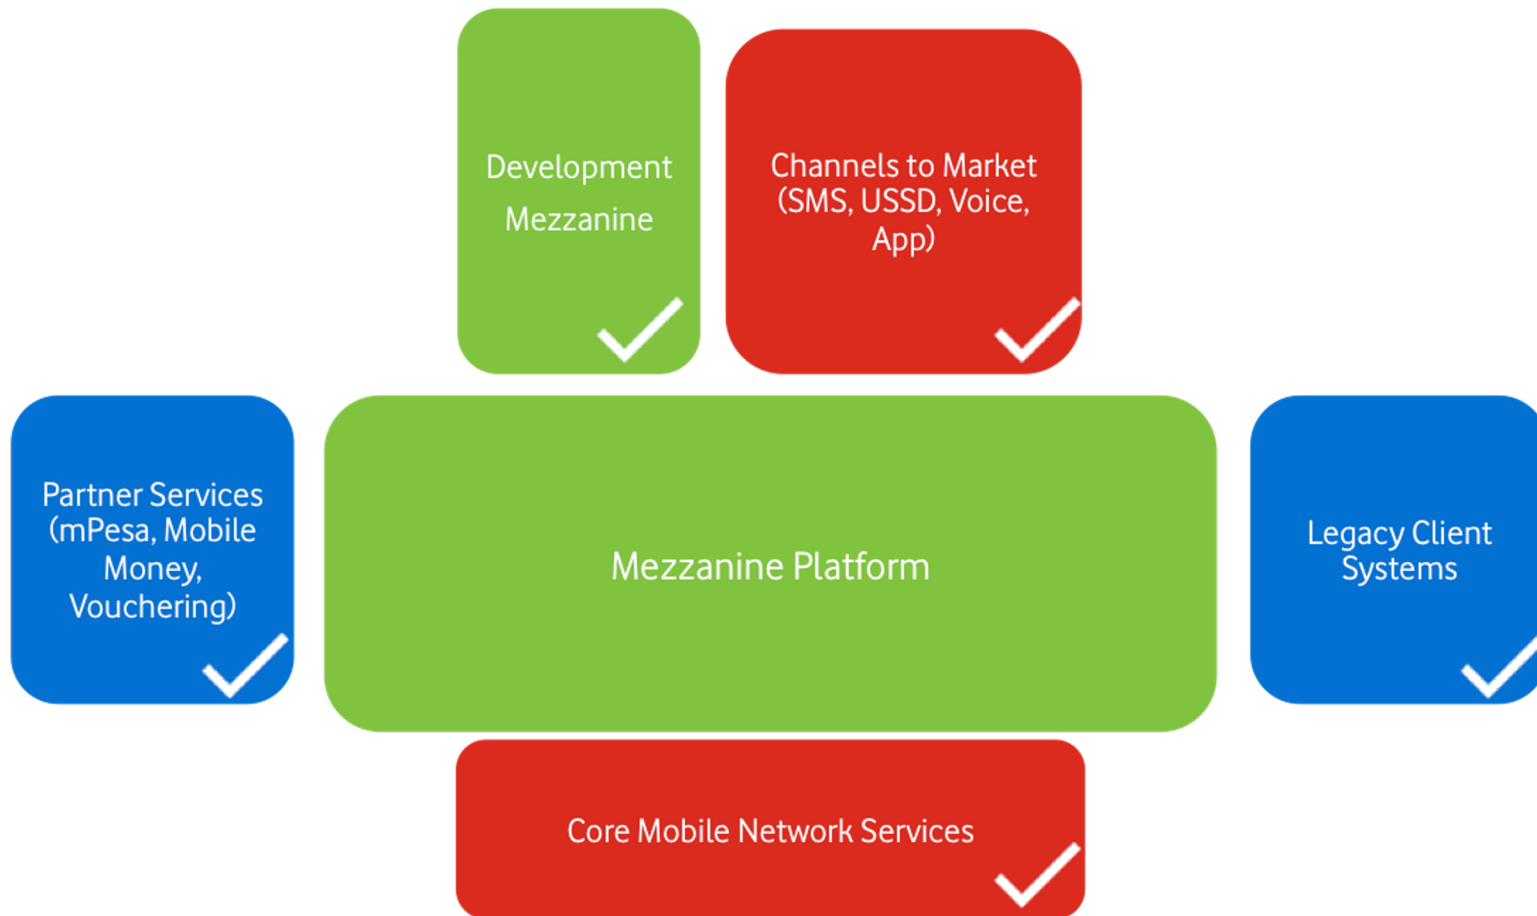 Development
Mezzanine
Channels to Market
(SMS, USSD, Voice,
App)
Partner Services
(mPesa, Mobile
Money,
Vouchering)
Mezzanine Platform
Legacy Client
Systems
Core Mobile Network Services